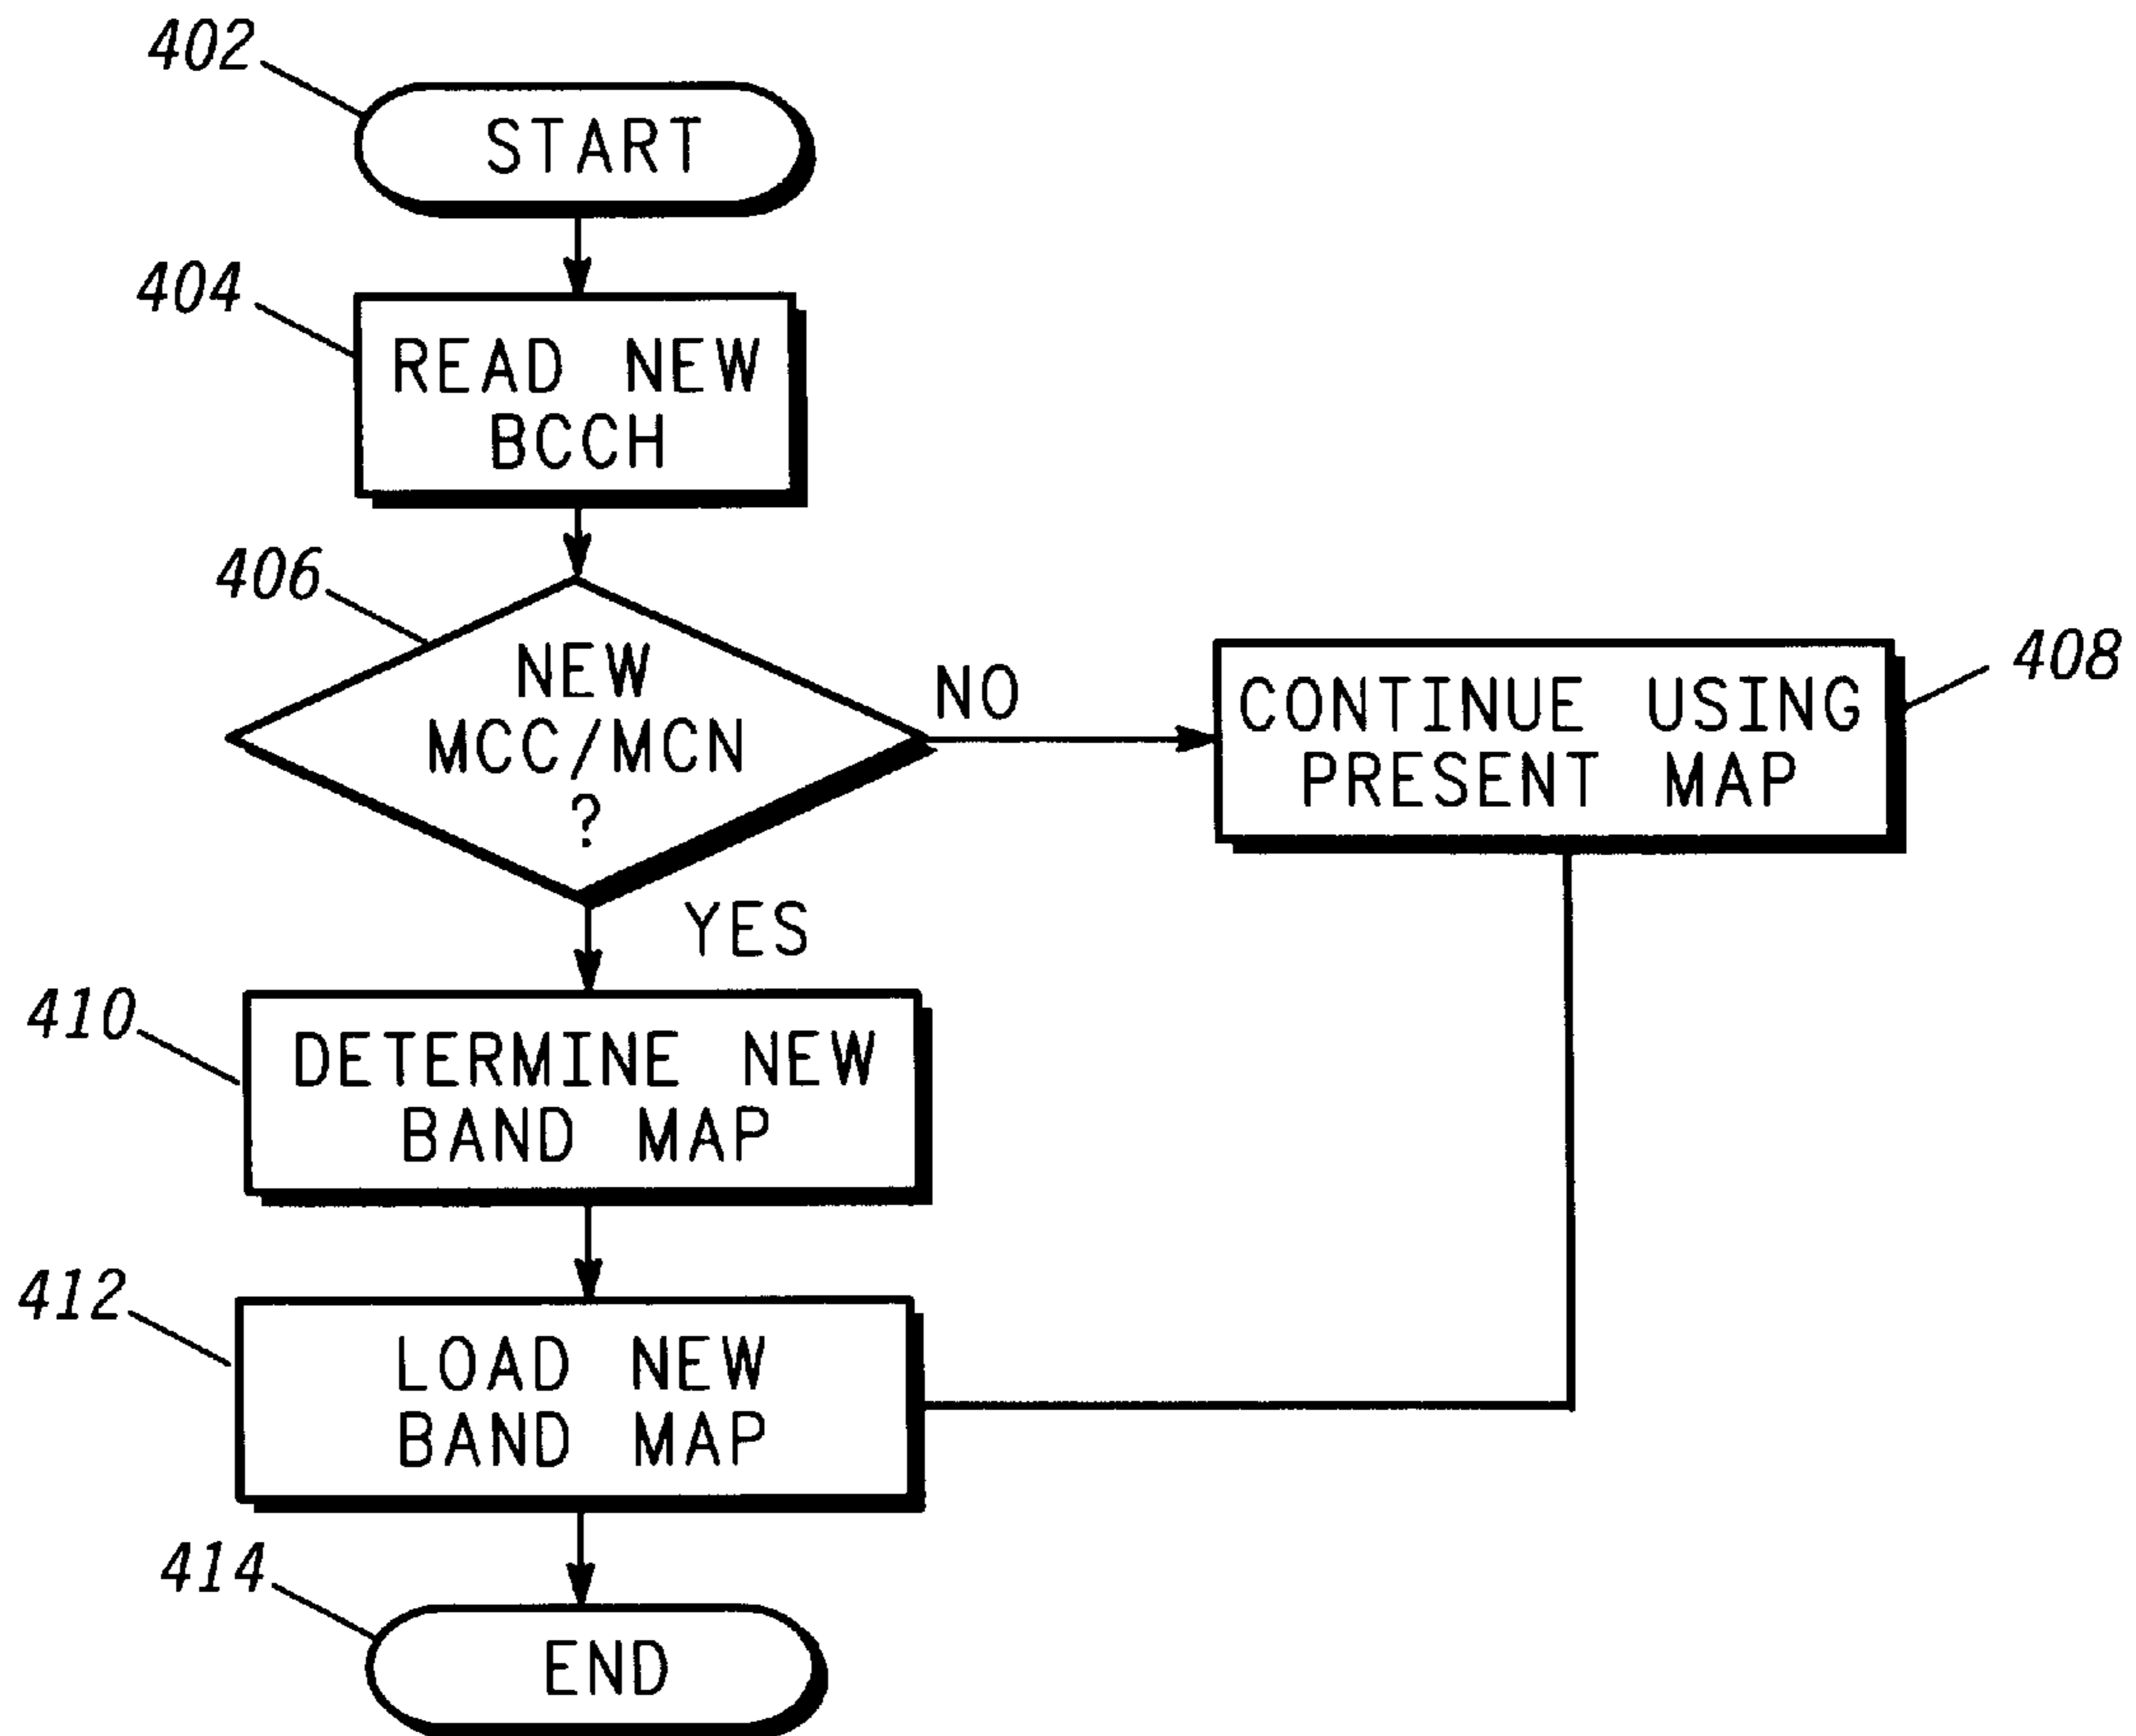 402
START
404
READ NEW
BCCH
406
NEW
MCC/MCN
?
NO
408
CONTINUE USING
PRESENT MAP
YES
410
DETERMINE NEW
BAND MAP
412
LOAD NEW
BAND MAP
414
END